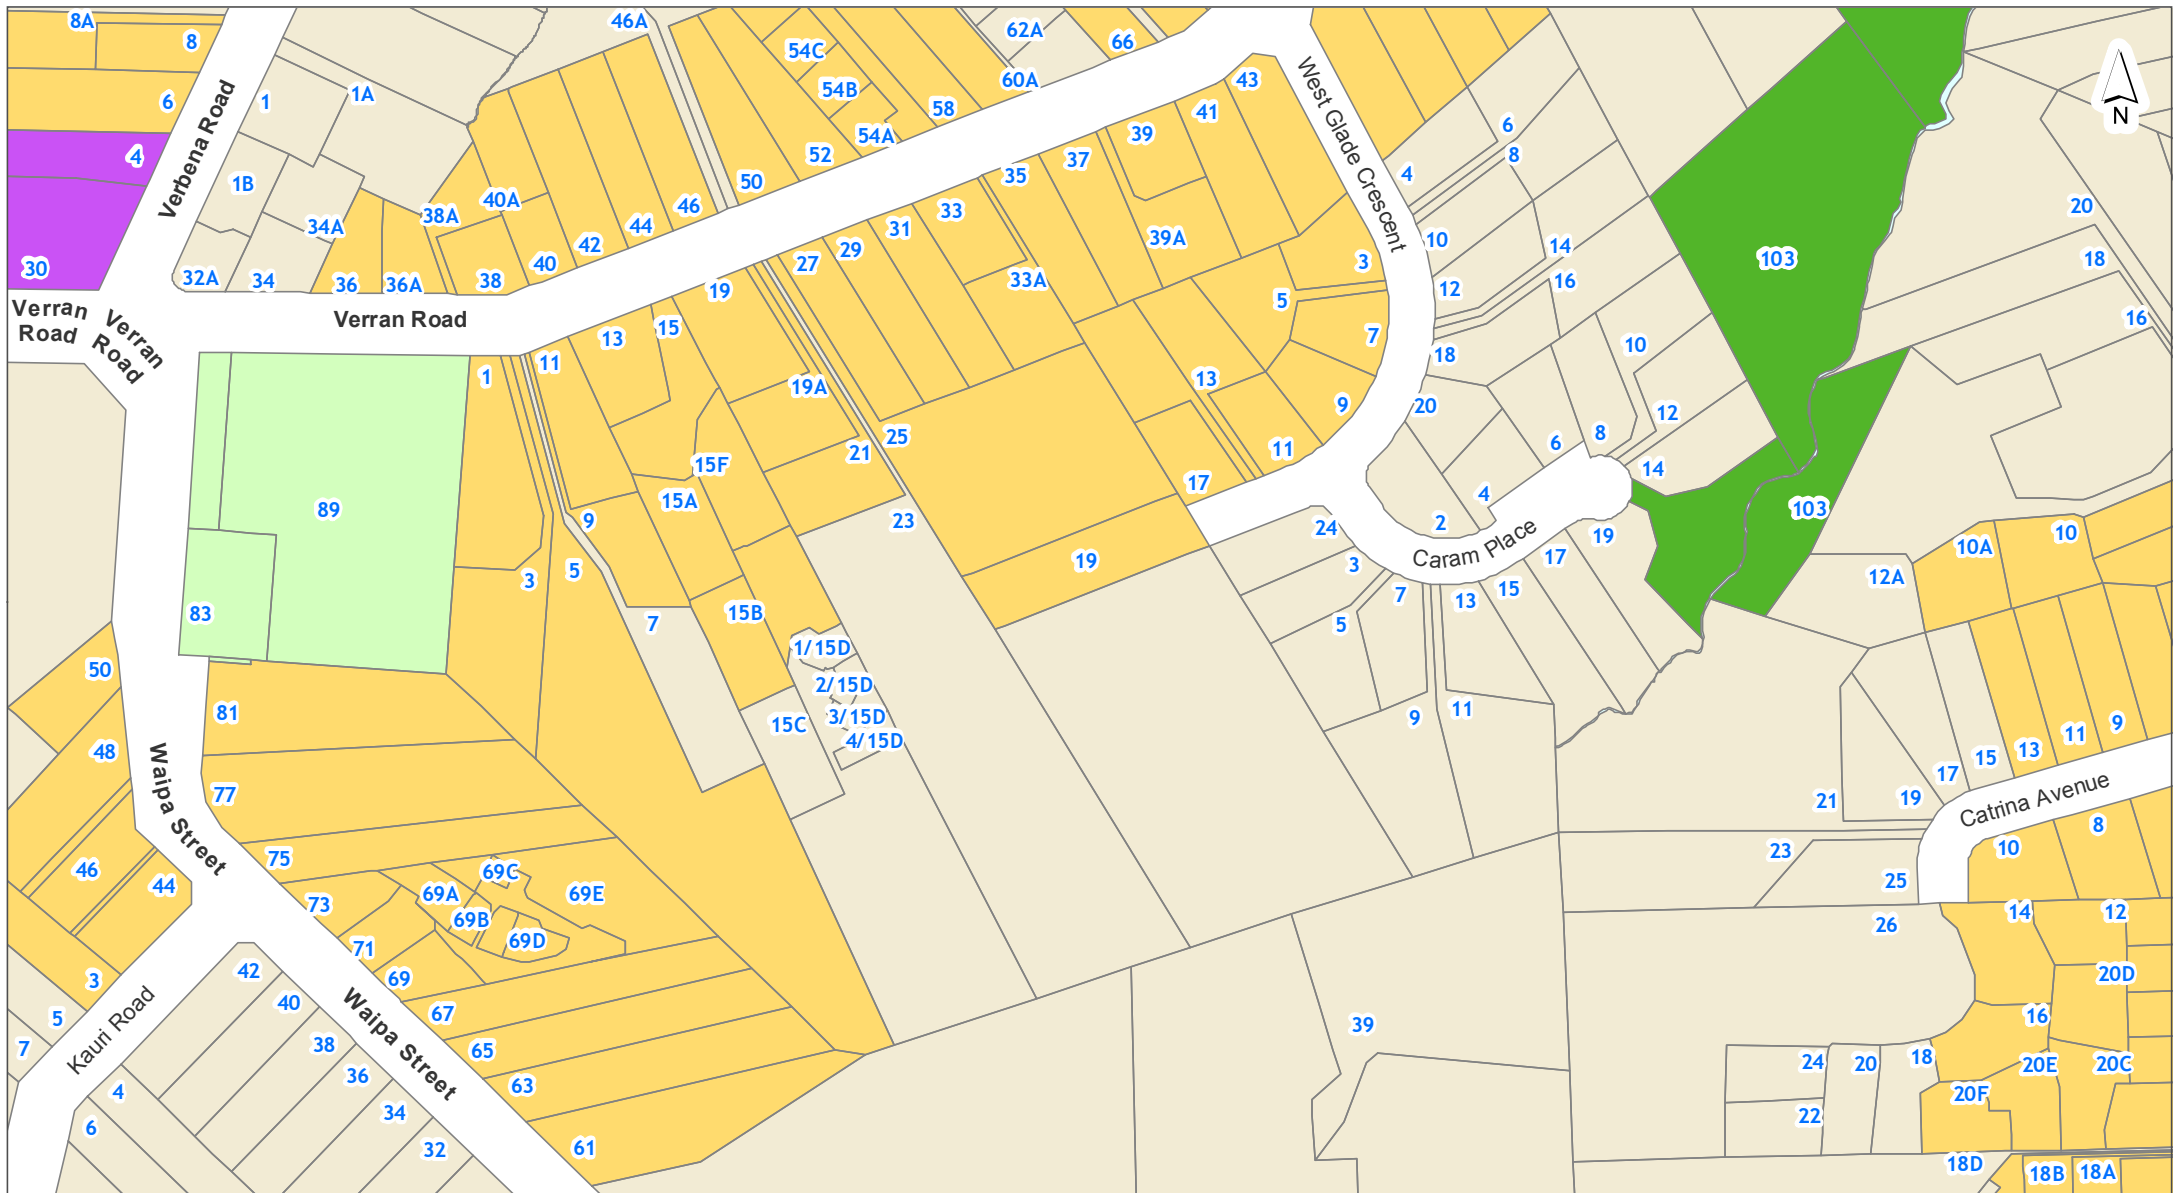 8A
8
6
4
30
1
1A
1B
34A
32A
34
36
36A
38A
38
40A
40
42
44
46
46A
50
52
54C
54B
54A
58
60A
62A
66
43
41
39
37
35
39A
33
33A
31
29
27
19
15
13
11
1
19A
21
25
15F
15A
9
23
3
5
7
15B
15C
1/15D
2/15D
3/15D
4/15D
89
83
81
77
75
73
71
69
69A
69B
69C
69D
69E
67
65
63
61
50
48
46
44
3
5
7
4
6
42
40
38
36
34
32
Verbena Road
Verran
Road
Verran
Road
Verran Road
Waipa Street
Waipa Street
Kauri Road
West Glade Crescent
4
6
8
10
12
14
16
18
20
3
5
7
9
11
13
17
19
24
Caram Place
2
4
6
8
10
12
14
3
5
7
9
11
13
15
17
19
103
103
20
18
16
12A
10A
10
9
11
13
15
17
19
21
Catrina Avenue
23
25
26
8
10
12
14
16
18
20
22
24
20D
20C
20E
20F
18D
18B
18A
39
N